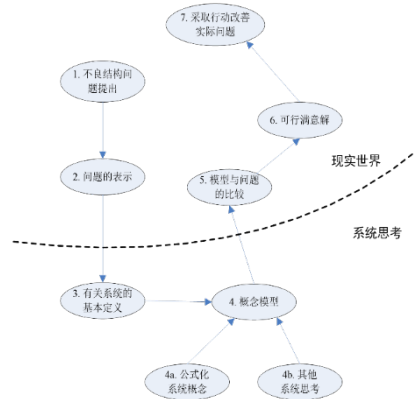 7. 采取行动改善
实际问题
1. 不良结构问
题提出
6. 可行满意解
现实世界
2. 问题的表示
5. 模型与问题
的比较
系统思考
3. 有关系统的
基本定义
4. 概念模型
4a. 公式化
系统概念
4b. 其他
系统思考